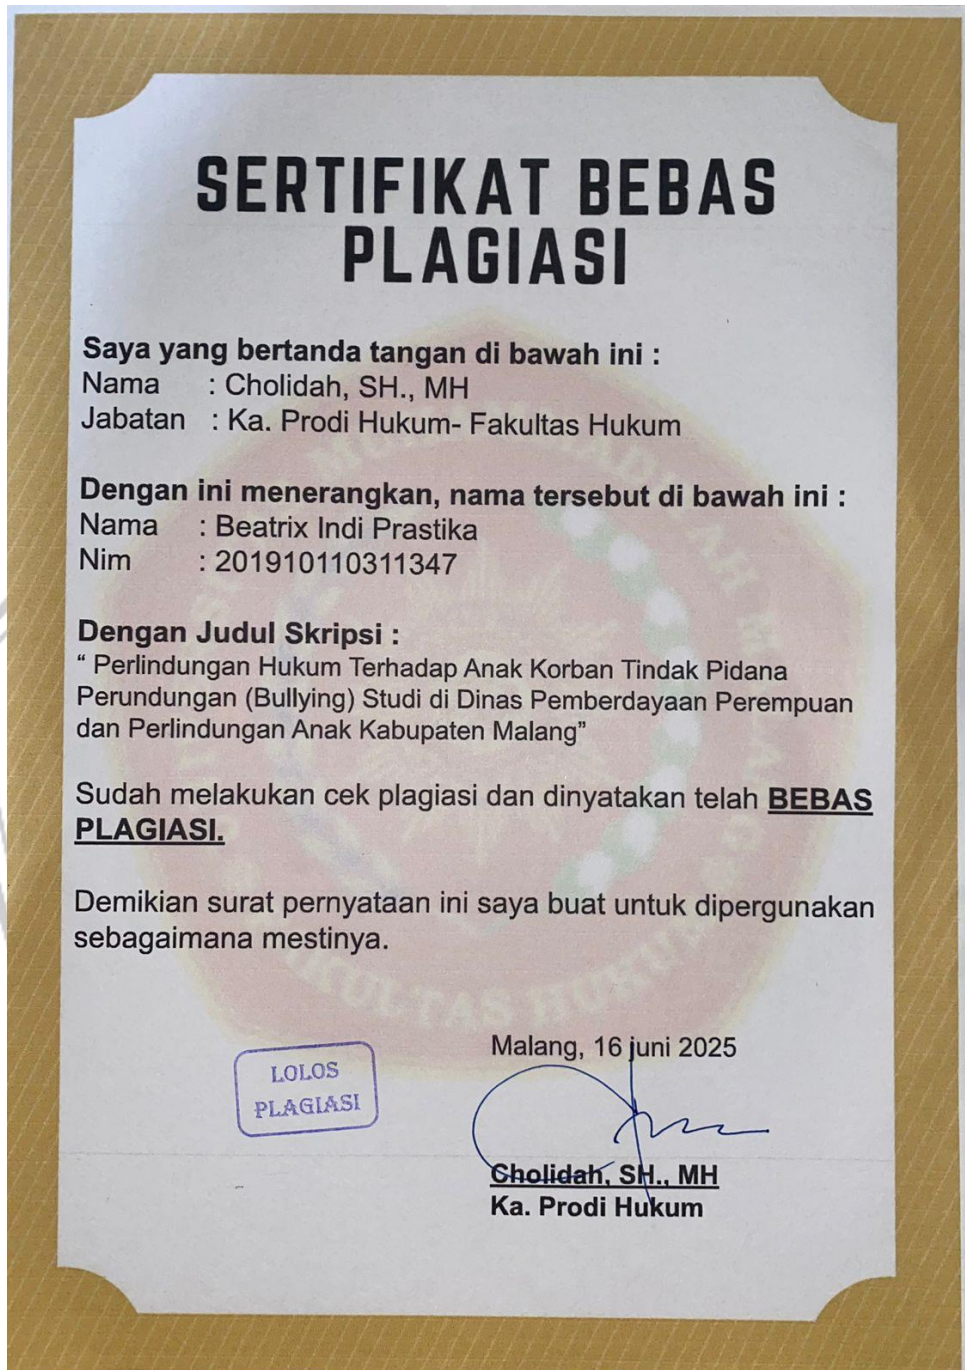 SERTIFIKAT BEBAS
PLAGIASI
Saya yang bertanda tangan di bawah ini :
Nama : Cholidah, SH., MH
Jabatan : Ka. Prodi Hukum- Fakultas Hukum
Dengan ini menerangkan, nama tersebut di bawah ini :
Nama : Beatrix Indi Prastika
Nim : 201910110311347
Dengan Judul Skripsi :
“ Perlindungan Hukum Terhadap Anak Korban Tindak Pidana
Perundungan (Bullying) Studi di Dinas Pemberdayaan Perempuan
dan Perlindungan Anak Kabupaten Malang”
Sudah melakukan cek plagiasi dan dinyatakan telah BEBAS
PLAGIASI.
Demikian surat pernyataan ini saya buat untuk dipergunakan
sebagaimana mestinya.
FAKULTAS HUKUM
Malang, 16 juni 2025
LOLOS
PLAGIASI
Cholidah, SH., MH
Ka. Prodi Hukum